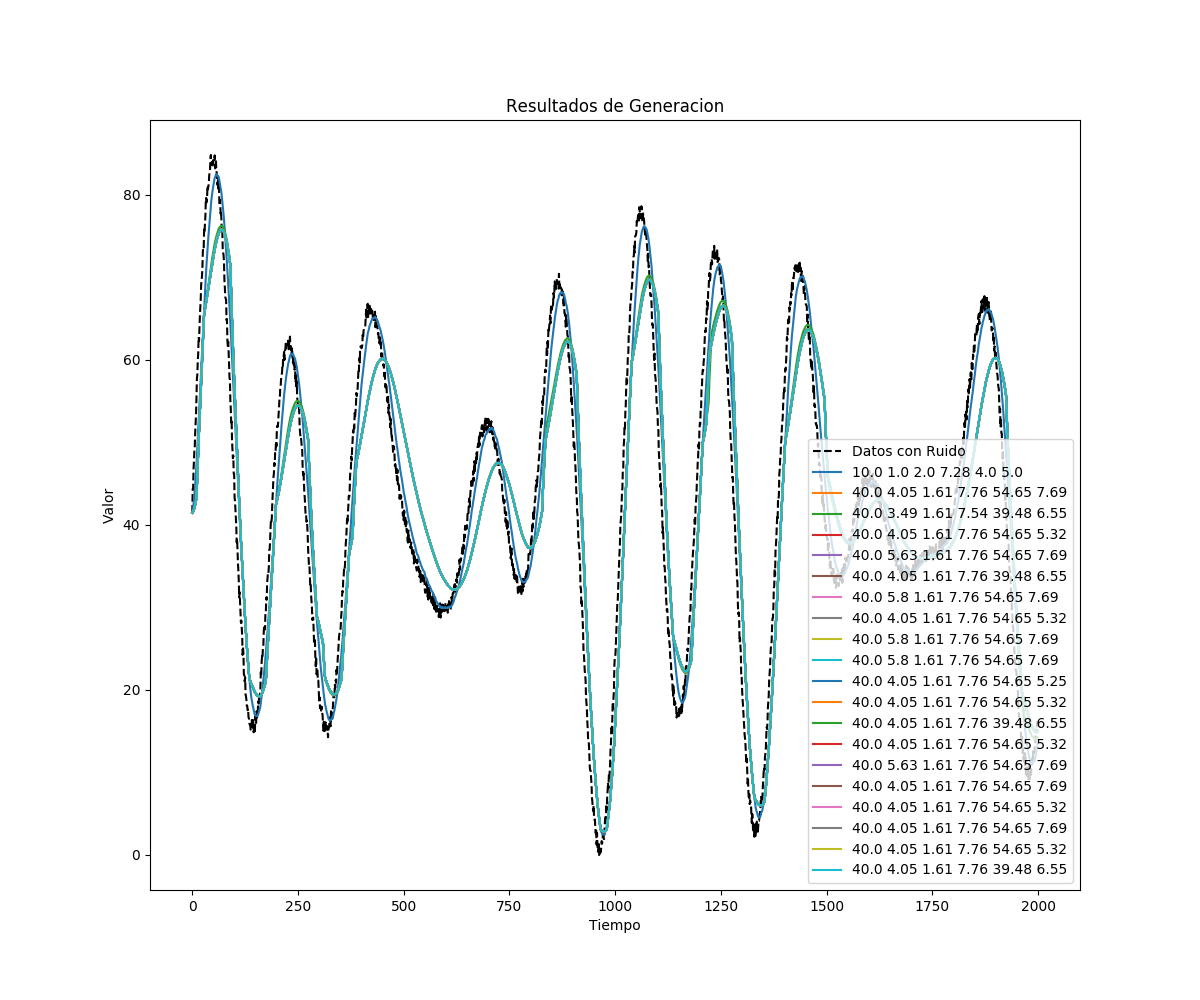 Resultados de Generacion
Valor
80
60
40
20
0
Datos con Ruido
10.0 1.0 2.0 7.28 4.0 5.0
40.0 4.05 1.61 7.76 54.65 7.69
40.0 3.49 1.61 7.54 39.48 6.55
40.0 4.05 1.61 7.76 54.65 5.32
40.0 5.63 1.61 7.76 54.65 7.69
40.0 4.05 1.61 7.76 39.48 6.55
40.0 5.8 1.61 7.76 54.65 7.69
40.0 4.05 1.61 7.76 54.65 5.32
40.0 5.8 1.61 7.76 54.65 7.69
40.0 5.8 1.61 7.76 54.65 7.69
40.0 4.05 1.61 7.76 54.65 5.25
40.0 4.05 1.61 7.76 54.65 5.32
40.0 4.05 1.61 7.76 39.48 6.55
40.0 4.05 1.61 7.76 54.65 5.32
40.0 5.63 1.61 7.76 54.65 7.69
40.0 4.05 1.61 7.76 54.65 7.69
40.0 4.05 1.61 7.76 54.65 5.32
40.0 4.05 1.61 7.76 54.65 7.69
40.0 4.05 1.61 7.76 54.65 5.32
40.0 4.05 1.61 7.76 39.48 6.55
0 250 500 750 1000 1250 1500 1750 2000
Tiempo